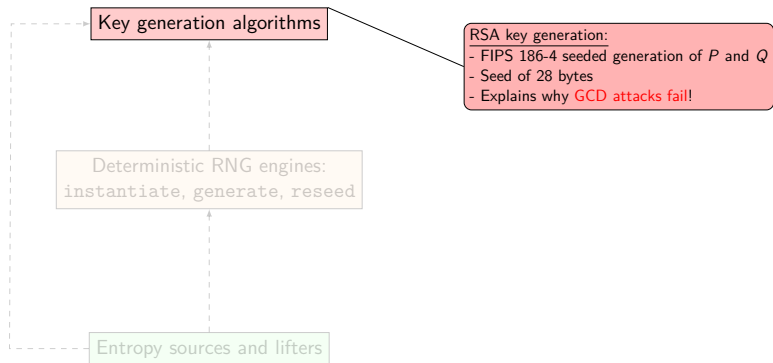 Key generation algorithms
RSA key generation:
- FIPS 186-4 seeded generation of P and Q
- Seed of 28 bytes
- Explains why GCD attacks fail!
Deterministic RNG engines:
instantiate, generate, reseed
Entropy sources and lifters